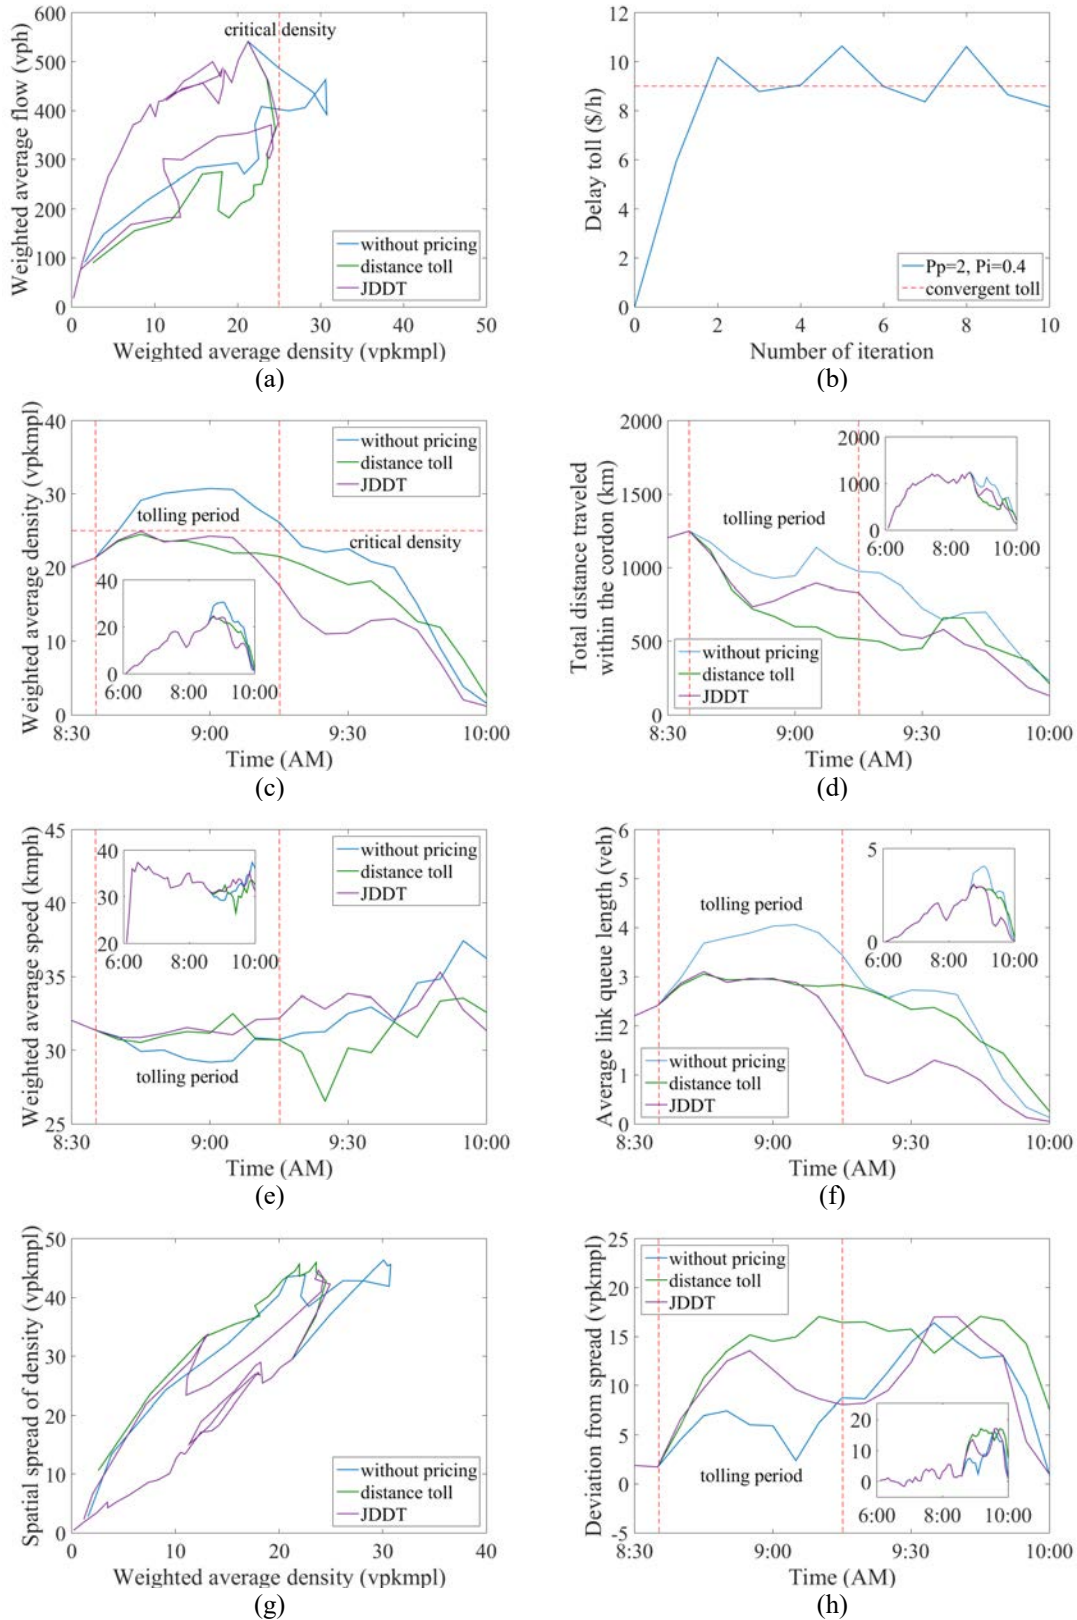 Weighted average flow (vph)
600
500
400
300
200
100
0
critical density
without pricing
distance toll
JDDT
0 10 20 30 40 50
Weighted average density (vpkmpl)
(a)
Delay toll ($/h)
12
10
8
6
4
2
0
Pp=2, Pi=0.4
convergent toll
0 2 4 6 8 10
Number of iteration
(b)
Weighted average density (vpkmpl)
40
30
20
10
0
without pricing
distance toll
JDDT
tolling period
critical density
40
20
0
6:00 8:00 10:00
8:30 9:00 9:30 10:00
Time (AM)
(c)
Total distance traveled
within the cordon (km)
2000
1500
1000
500
0
tolling period
2000
1000
0
6:00 8:00 10:00
without pricing
distance toll
JDDT
8:30 9:00 9:30 10:00
Time (AM)
(d)
Weighted average speed (kmph)
45
40
35
30
25
40
30
20
6:00 8:00 10:00
without pricing
distance toll
JDDT
tolling period
8:30 9:00 9:30 10:00
Time (AM)
(e)
Average link queue length (veh)
6
5
4
3
2
1
0
tolling period
5
0
6:00 8:00 10:00
without pricing
distance toll
JDDT
8:30 9:00 9:30 10:00
Time (AM)
(f)
Spatial spread of density (vpkmpl)
50
40
30
20
10
0
without pricing
distance toll
JDDT
0 10 20 30 40
Weighted average density (vpkmpl)
(g)
Deviation from spread (vpkmpl)
25
20
15
10
5
0
-5
without pricing
distance toll
JDDT
tolling period
20
10
0
6:00 8:00 10:00
8:30 9:00 9:30 10:00
Time (AM)
(h)